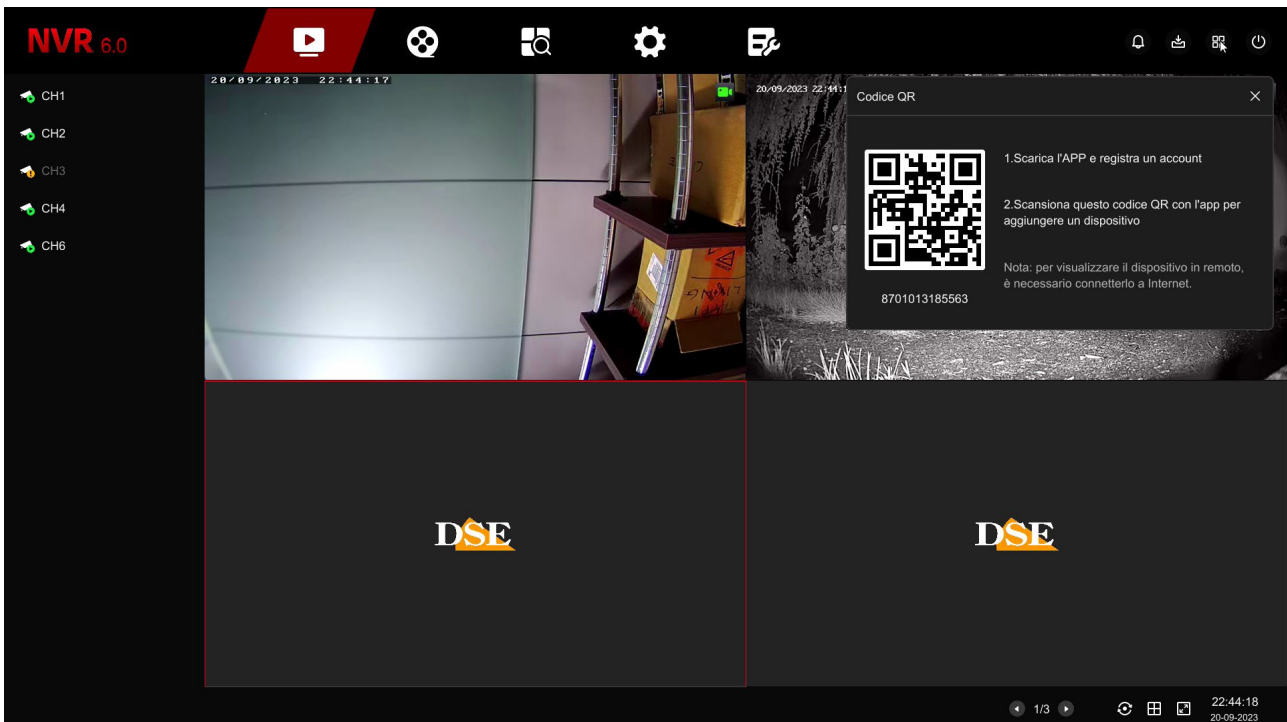 NVR 6.0
CH1
CH2
CH3
CH4
CH6
20/09/2023 22:44:17
20/09/2023 22:44:1
Codice QR
1.Scarica l'APP e registra un account
2.Scansiona questo codice QR con l'app per
aggiungere un dispositivo
Nota: per visualizzare il dispositivo in remoto,
è necessario connetterlo a Internet.
8701013185563
DSE
DSE
1/3
22:44:18
20-09-2023